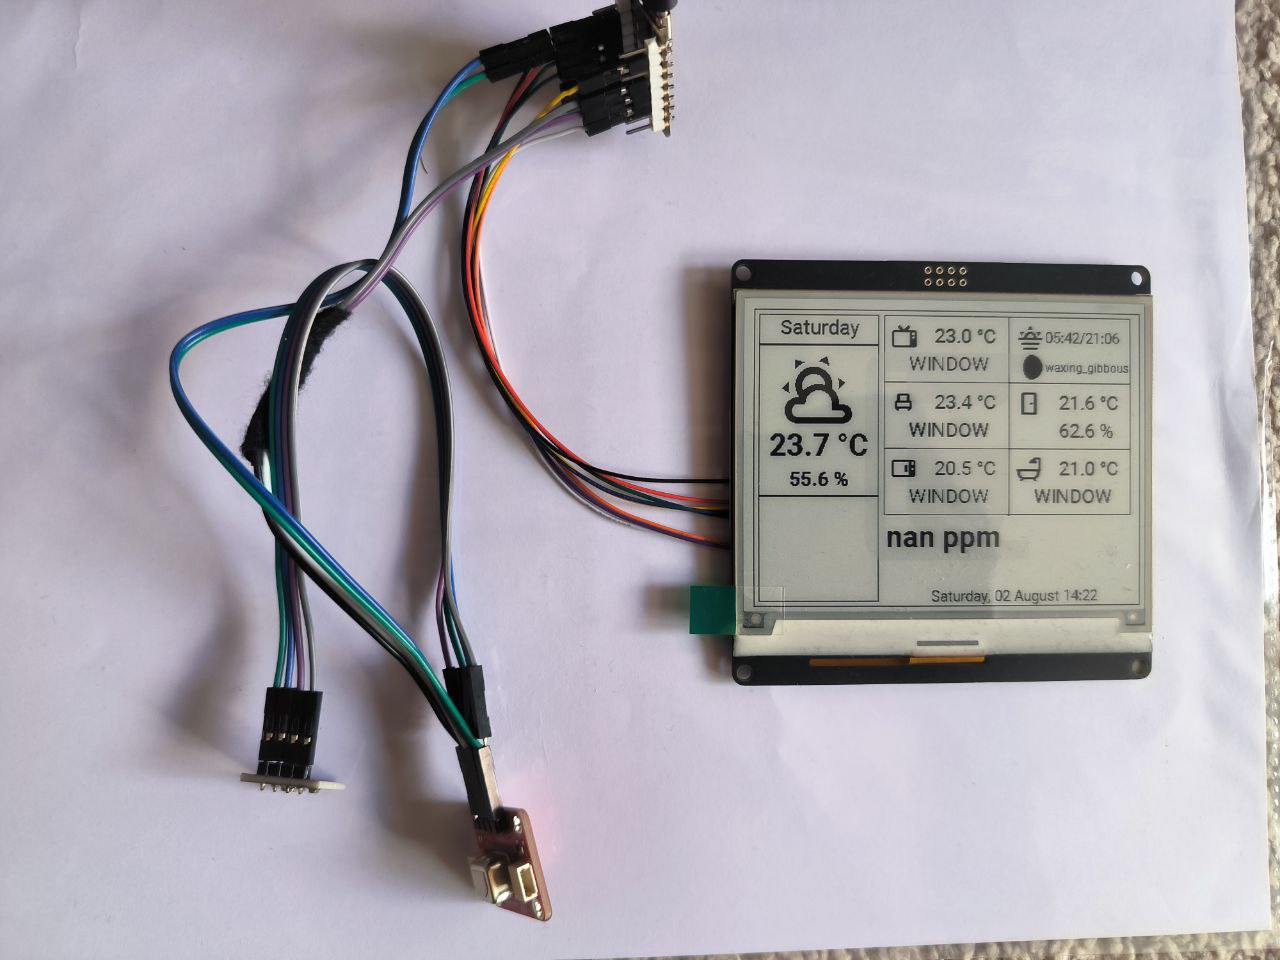 Saturday
23.7 °C
55.6 %
23.0 °C
WINDOW
05:42/21:06
waxing_gibbous
23.4 °C
WINDOW
21.6 °C
62.6 %
20.5 °C
WINDOW
21.0 °C
WINDOW
nan ppm
Saturday, 02 August 14:22